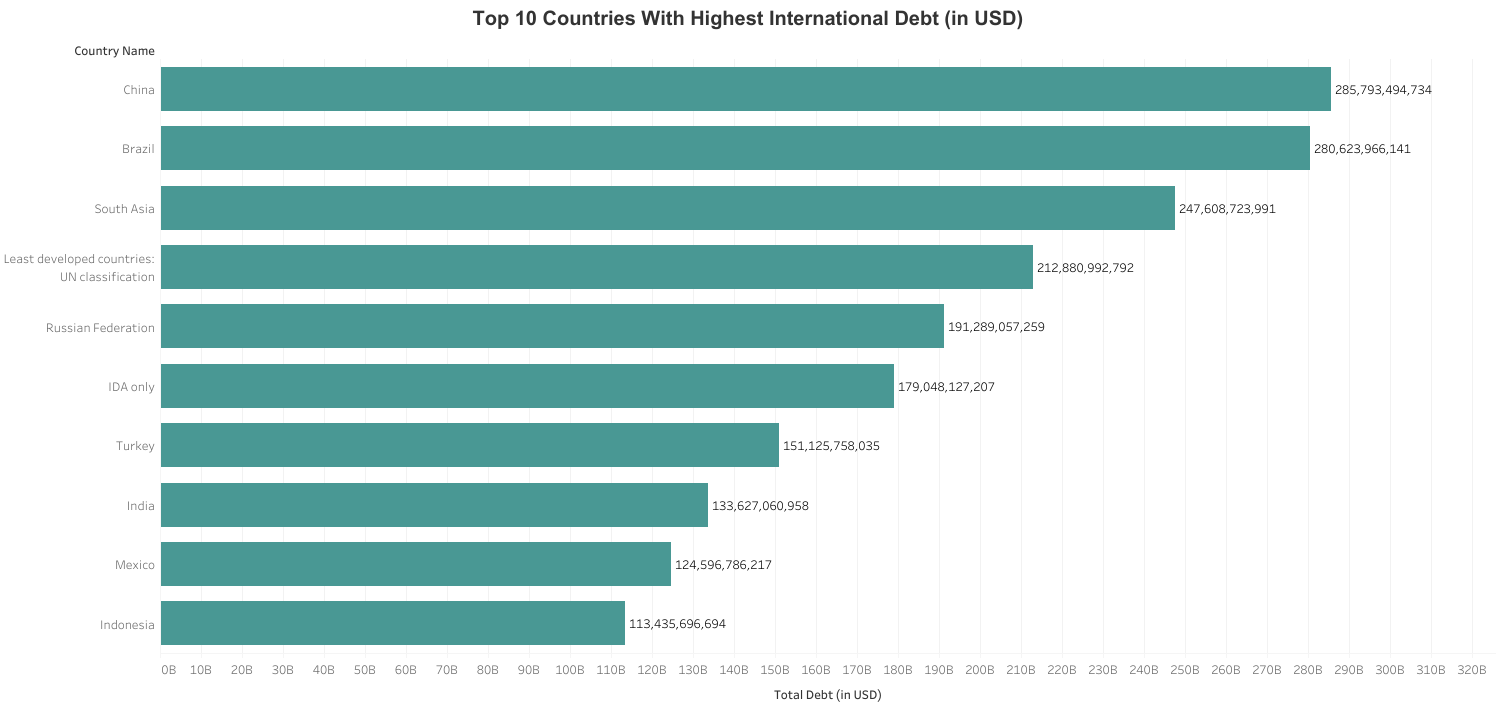 Top 10 Countries With Highest International Debt (in USD)
Country Name
China 285,793,494,734
Brazil 280,623,966,141
South Asia 247,608,723,991
Least developed countries:
UN classification 212,880,992,792
Russian Federation 191,289,057,259
IDA only 179,048,127,207
Turkey 151,125,758,035
India 133,627,060,958
Mexico 124,596,786,217
Indonesia 113,435,696,694
0B 10B 20B 30B 40B 50B 60B 70B 80B 90B 100B 110B 120B 130B 140B 150B 160B 170B 180B 190B 200B 210B 220B 230B 240B 250B 260B 270B 280B 290B 300B 310B 320B
Total Debt (in USD)